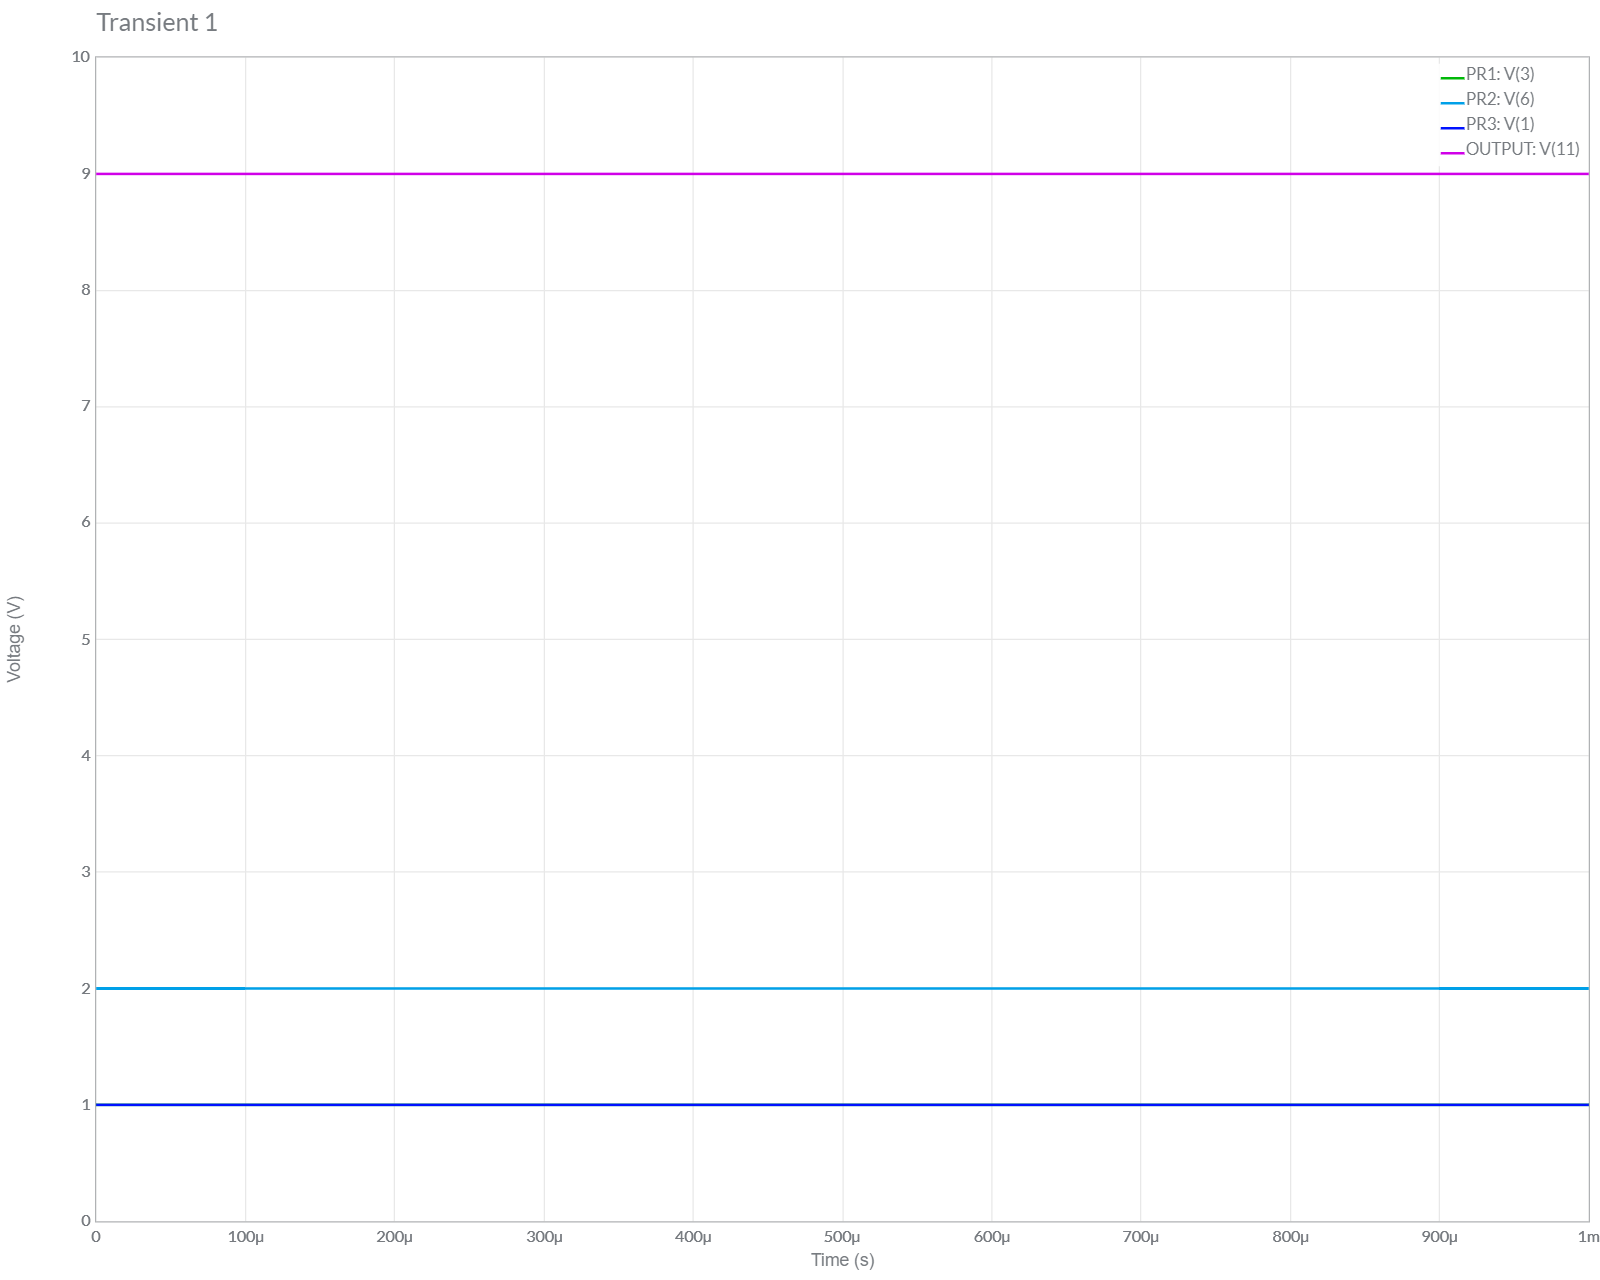 Transient 1
PR1: V(3)
PR2: V(6)
PR3: V(1)
OUTPUT: V(11)
Voltage (V)
10
9
8
7
6
5
4
3
2
1
0
0 100µ 200µ 300µ 400µ 500µ 600µ 700µ 800µ 900µ 1m
Time (s)